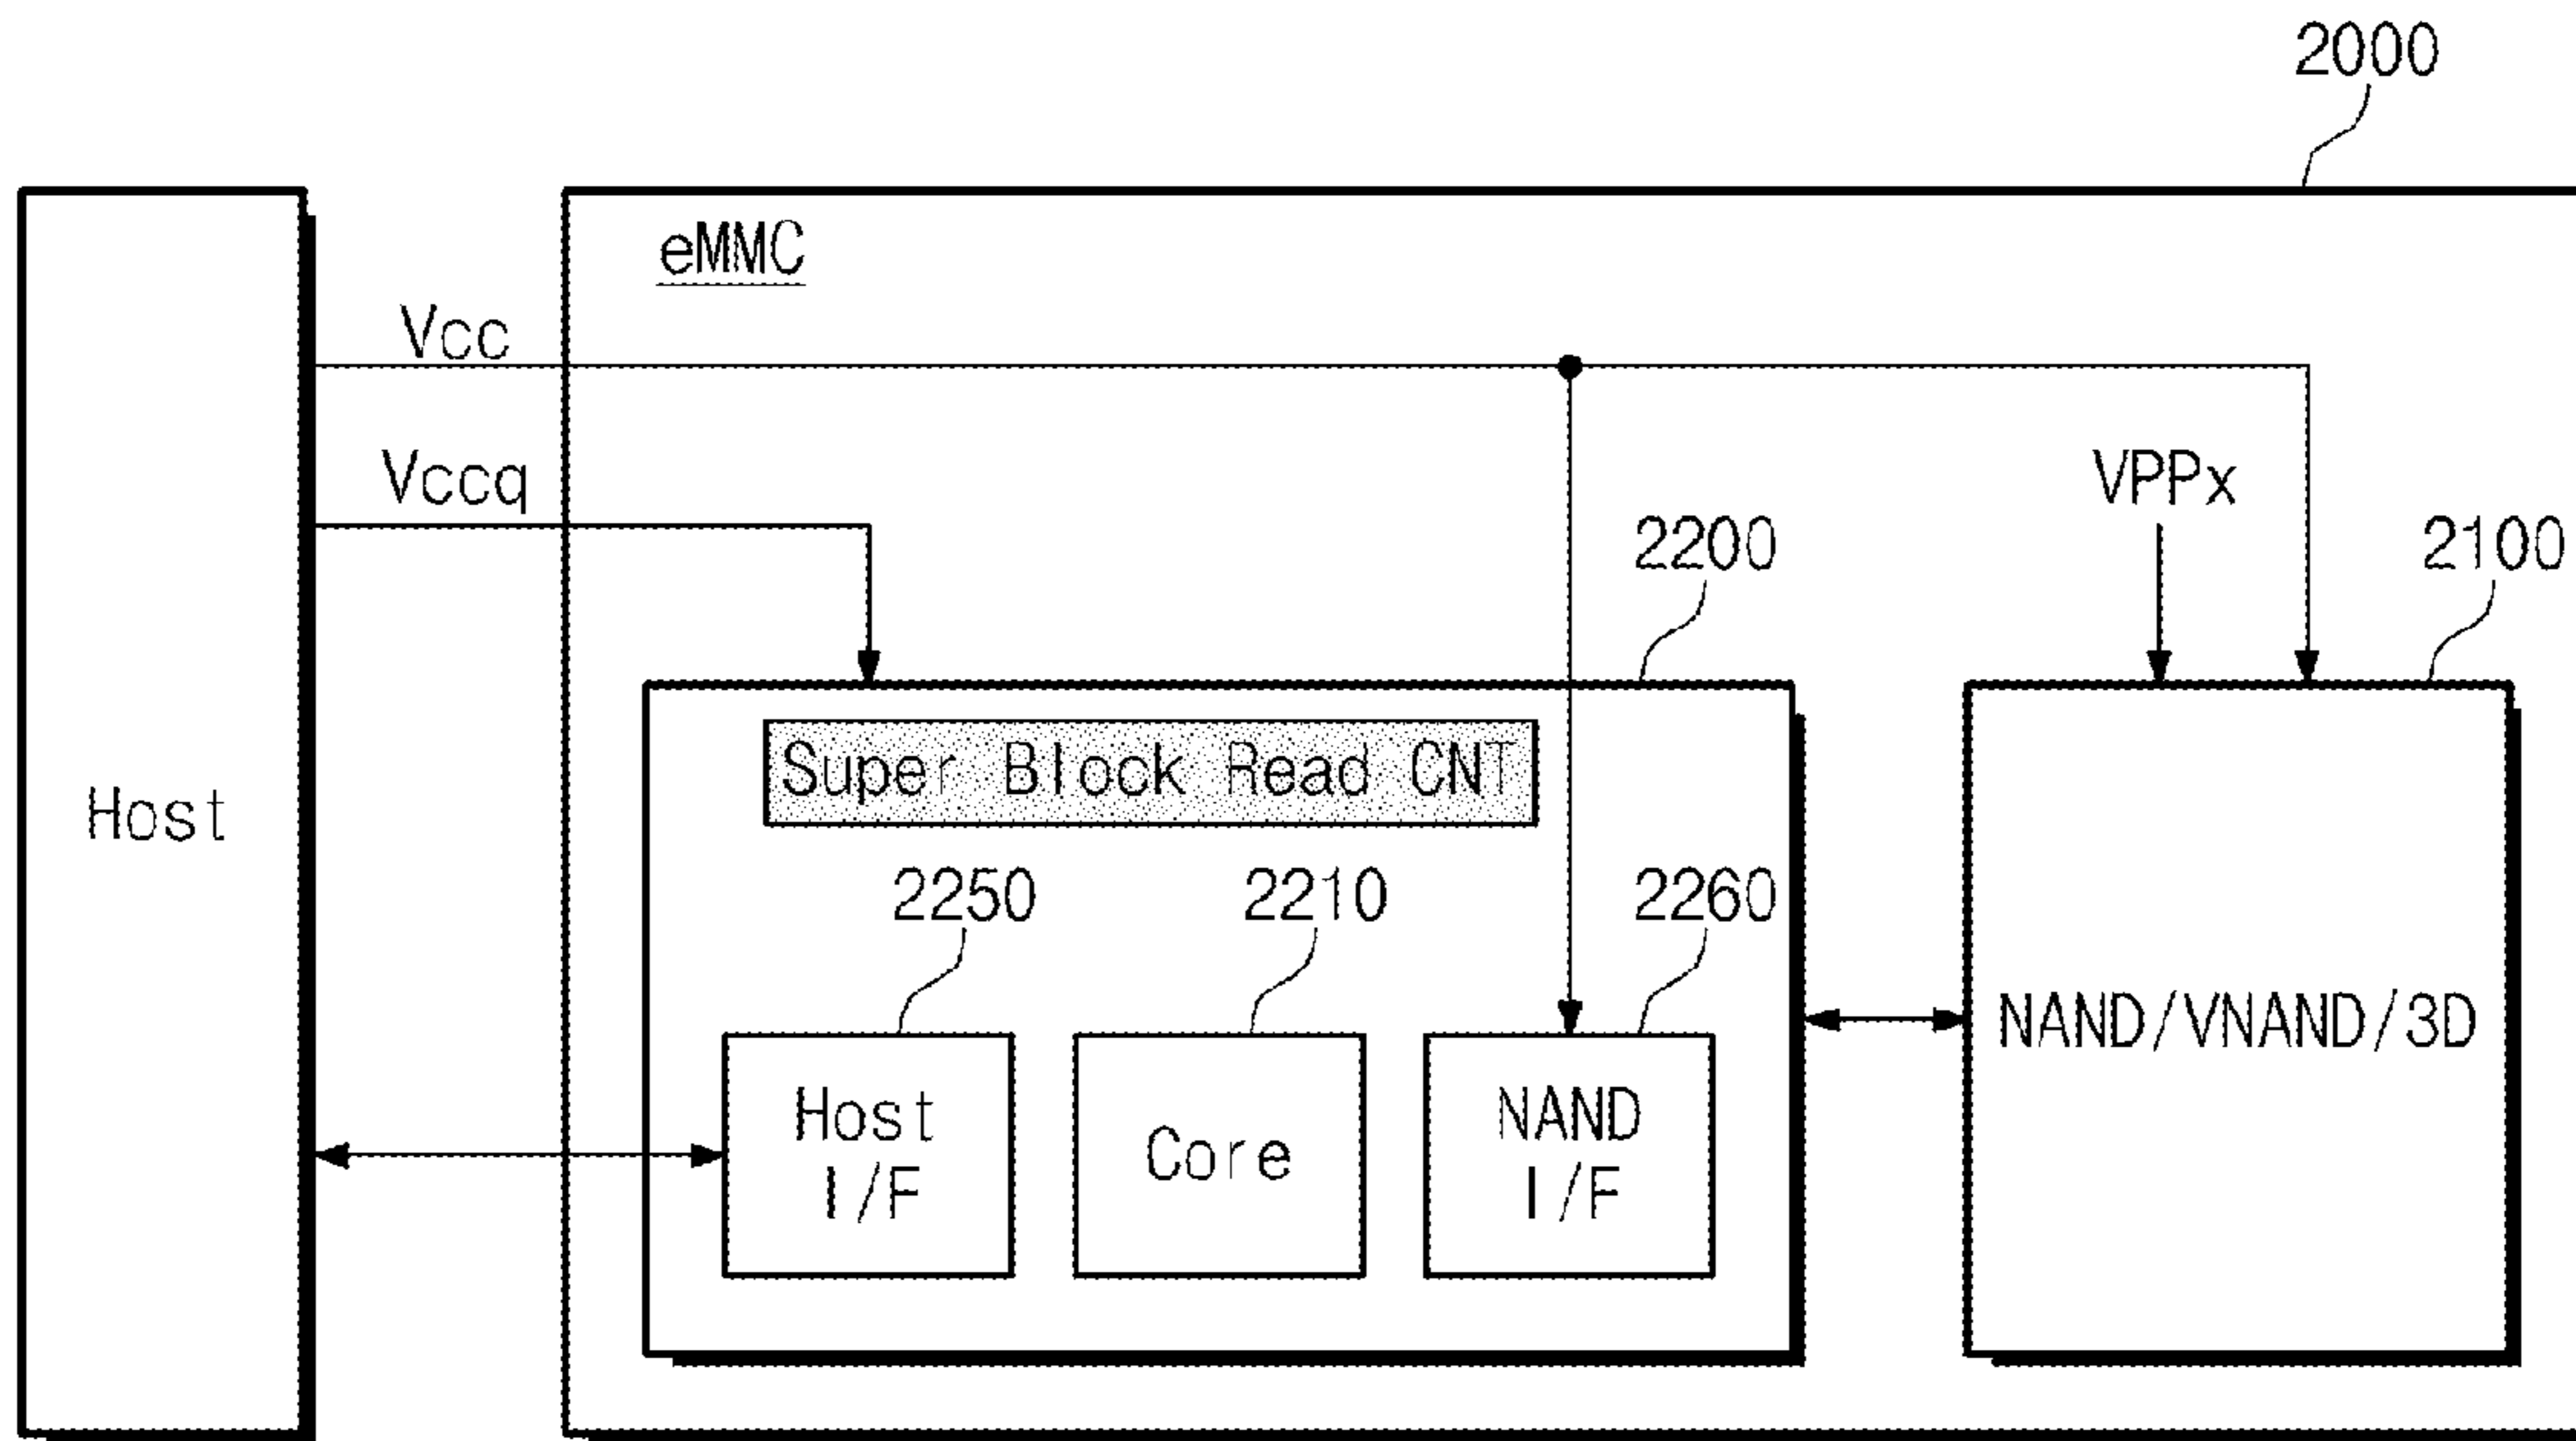 2000
eMMC
Vcc
Vccq
VPPx
2200
2100
Super Block Read CNT
Host
2250
2210
2260
NAND/VNAND/3D
Host
I/F
Core
NAND
I/F